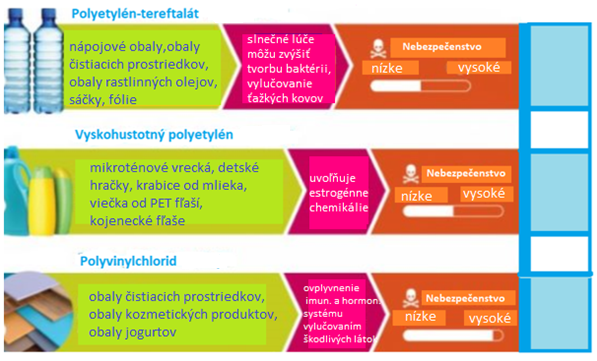 Polyetylén-tereftalát
nápojové obaly,obaly
čistiacich prostriedkov,
obaly rastlinných olejov,
sáčky, fólie
slnečné lúče
môžu zvýšiť
tvorbu baktérii,
vylučovanie
ťažkých kovov
Nebezpečenstvo
nízke vysoké
Vyskohustotný polyetylén
mikroténové vrecká, detské
hračky, krabice od mlieka,
viečka od PET fľaší,
kojenecké fľaše
uvoľňuje
estrogénne
chemikálie
Nebezpečenstvo
nízke vysoké
Polyvinylchlorid
obaly čistiacich prostriedkov,
obaly kozmetických produktov,
obaly jogurtov
ovplyvnenie
imun. a hormon.
systému
vylučovaním
škodlivých látok
Nebezpečenstvo
nízke vysoké